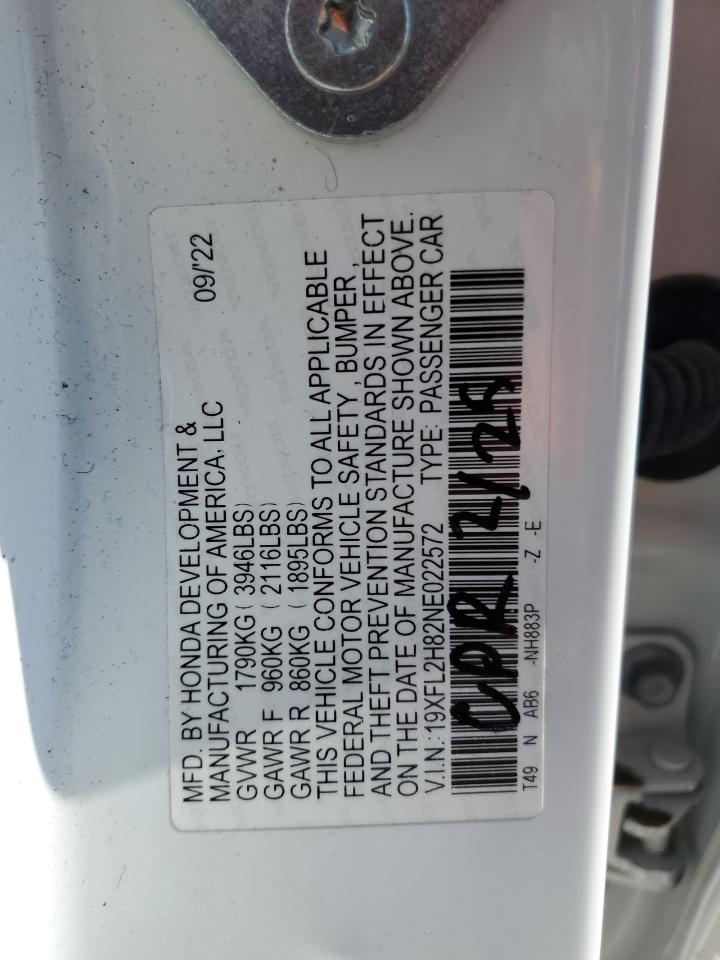 MFD. BY HONDA DEVELOPMENT & 09/'22
MANUFACTURING OF AMERICA, LLC
GVWR 1790KG ( 3946LBS )
GAWR F 960KG ( 2116LBS )
GAWR R 860KG ( 1895LBS )
THIS VEHICLE CONFORMS TO ALL APPLICABLE
FEDERAL MOTOR VEHICLE SAFETY , BUMPER ,
AND THEFT PREVENTION STANDARDS IN EFFECT
ON THE DATE OF MANUFACTURE SHOWN ABOVE.
V.I.N.: 19XFL2H82NE022572 TYPE: PASSENGER CAR
CPR 2/25
T49 N AB6 -NH883P -Z -E